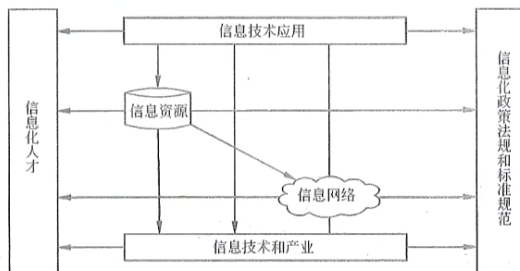 信息技术应用
信息资源
信息化人才
信息网络
信息化政策法规和标准规范
信息技术和产业